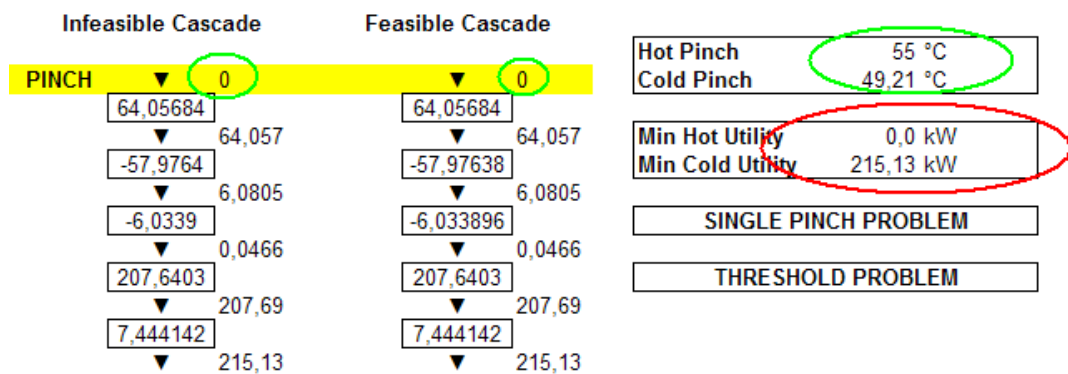 Infeasible Cascade Feasible Cascade
PINCH ▼ 0 ▼ 0
64,05684 64,05684
▼ 64,057 ▼ 64,057
-57,9764 -57,97638
▼ 6,0805 ▼ 6,0805
-6,0339 -6,033896
▼ 0,0466 ▼ 0,0466
207,6403 207,6403
▼ 207,69 ▼ 207,69
7,444142 7,444142
▼ 215,13 ▼ 215,13
Hot Pinch 55 °C
Cold Pinch 49,21 °C
Min Hot Utility 0,0 kW
Min Cold Utility 215,13 kW
SINGLE PINCH PROBLEM
THRESHOLD PROBLEM